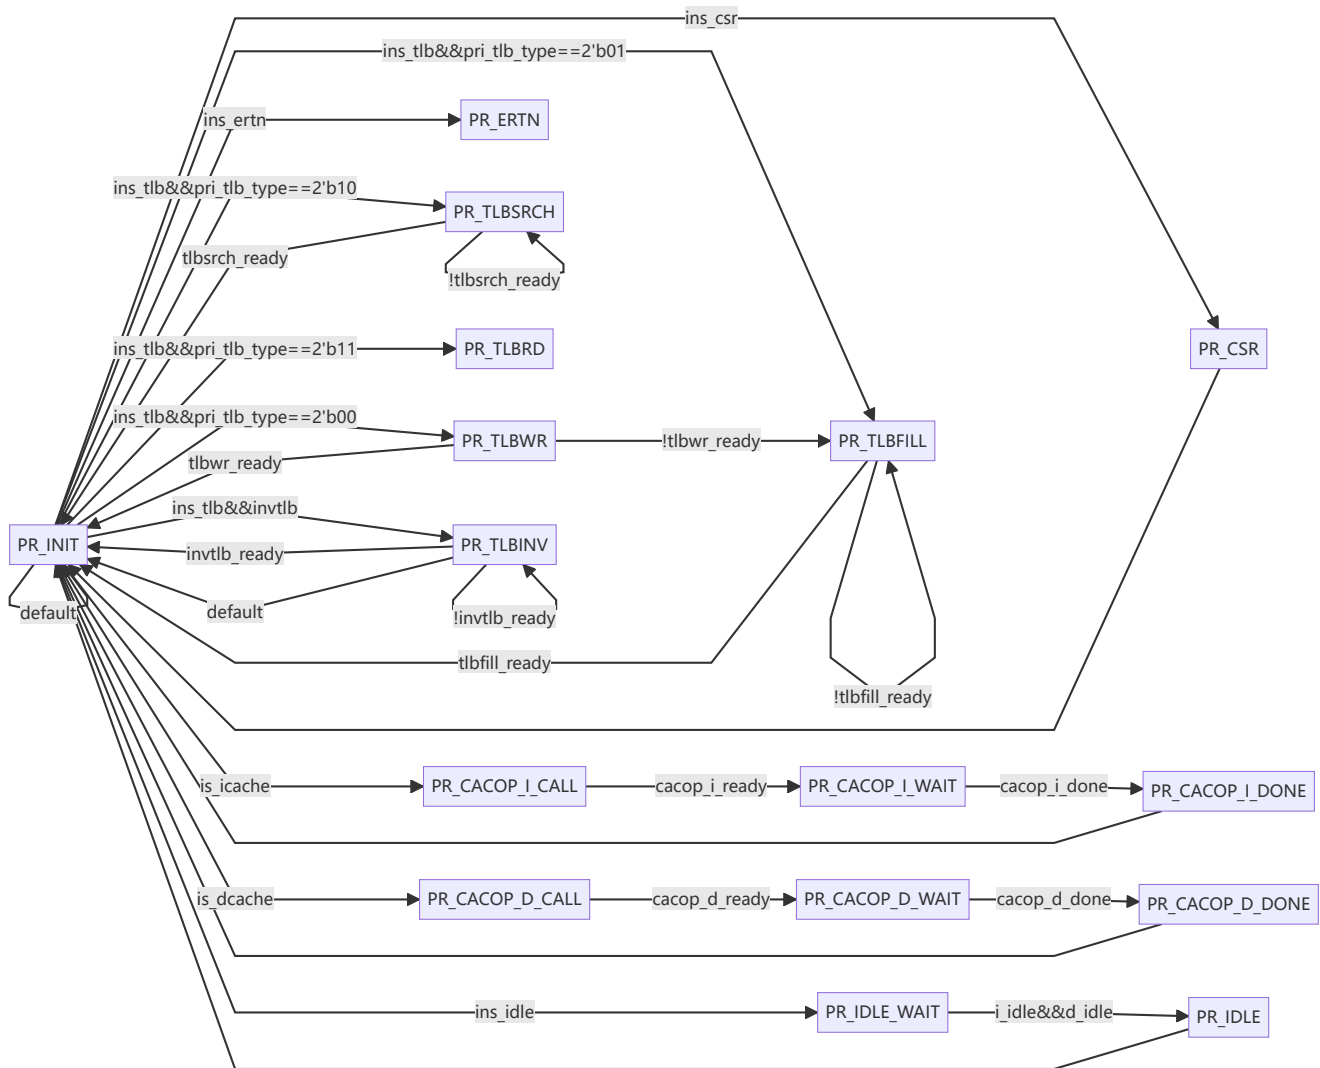 ins_csr
ins_tlb&&pri_tlb_type==2'b01
ins_ertn
PR_ERTN
ins_tlb&&pri_tlb_type==2'b10
PR_TLBSRCH
tlbsrch_ready
!tlbsrch_ready
ins_tlb&&pri_tlb_type==2'b11
PR_TLBRD
PR_CSR
ins_tlb&&pri_tlb_type==2'b00
PR_TLBWR
!tlbwr_ready
PR_TLBFILL
tlbwr_ready
ins_tlb&&invtlb
PR_INIT
PR_TLBINV
invtlb_ready
default
default
!invtlb_ready
tlbfill_ready
!tlbfill_ready
is_icache
PR_CACOP_I_CALL
cacop_i_ready
PR_CACOP_I_WAIT
cacop_i_done
PR_CACOP_I_DONE
is_dcache
PR_CACOP_D_CALL
cacop_d_ready
PR_CACOP_D_WAIT
cacop_d_done
PR_CACOP_D_DONE
ins_idle
PR_IDLE_WAIT
i_idle&&d_idle
PR_IDLE